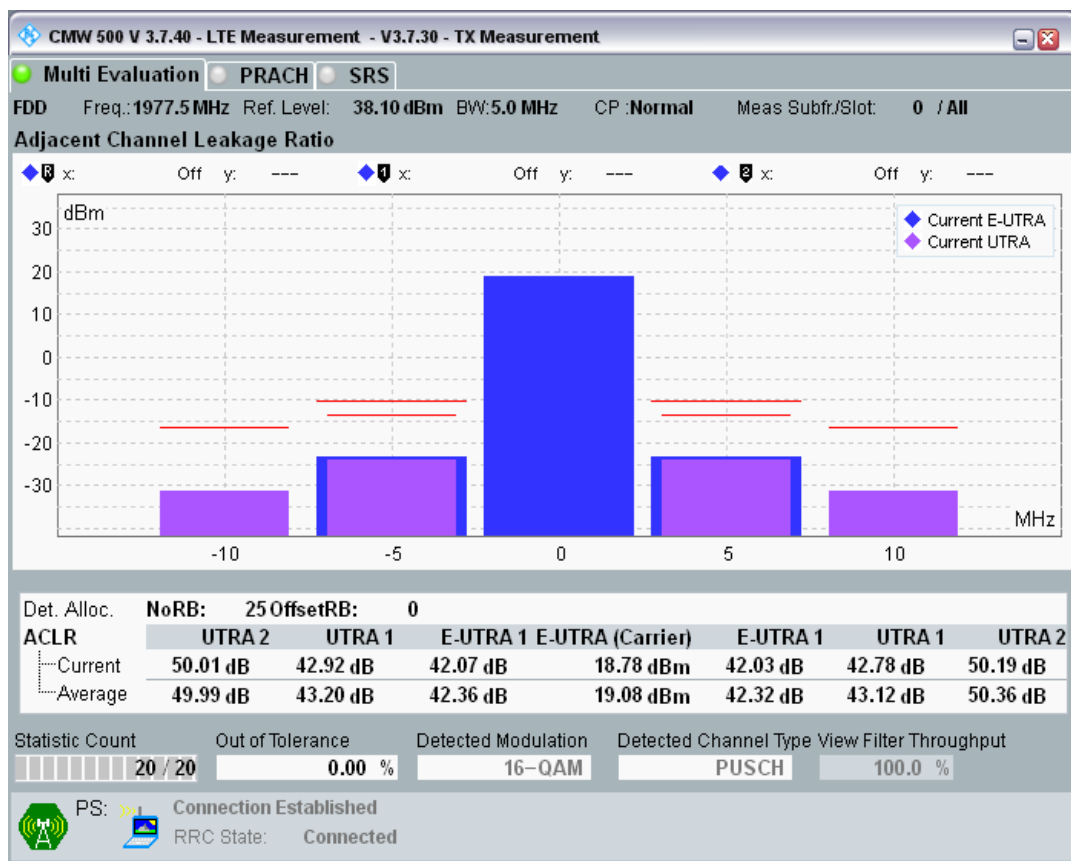 CMW 500 V 3.7.40 - LTE Measurement - V3.7.30 - TX Measurement
Multi Evaluation PRACH SRS
FDD Freq.: 1977.5 MHz Ref. Level: 38.10 dBm BW: 5.0 MHz CP :Normal Meas Subfr./Slot: 0 / All
Adjacent Channel Leakage Ratio
R x: Off y: --- 1 x: Off y: --- 2 x: Off y: ---
dBm
Current E-UTRA
Current UTRA
30
20
10
0
-10
-20
-30
MHz
-10 -5 0 5 10
Det. Alloc. NoRB: 25 OffsetRB: 0
ACLR UTRA 2 UTRA 1 E-UTRA 1 E-UTRA (Carrier) E-UTRA 1 UTRA 1 UTRA 2
Current 50.01 dB 42.92 dB 42.07 dB 18.78 dBm 42.03 dB 42.78 dB 50.19 dB
Average 49.99 dB 43.20 dB 42.36 dB 19.08 dBm 42.32 dB 43.12 dB 50.36 dB
Statistic Count Out of Tolerance Detected Modulation Detected Channel Type View Filter Throughput
20 / 20 0.00 % 16-QAM PUSCH 100.0 %
PS: Connection Established
RRC State: Connected